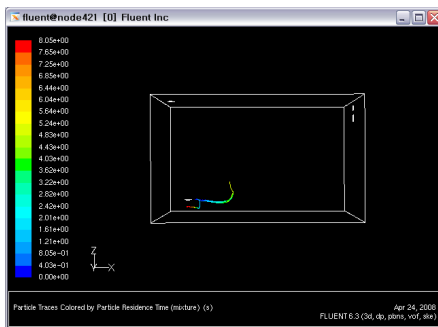 fluent@node421 [0] Fluent Inc
8.05e+00
7.65e+00
7.25e+00
6.85e+00
6.44e+00
6.04e+00
5.64e+00
5.24e+00
4.83e+00
4.43e+00
4.03e+00
3.62e+00
3.22e+00
2.82e+00
2.42e+00
2.01e+00
1.61e+00
1.21e+00
8.05e-01
4.03e-01
0.00e+00
Z
Y X
Particle Traces Colored by Particle Residence Time (mixture) (s)
Apr 24, 2008
FLUENT 6.3 (3d, dp, pbns, vof, ske)